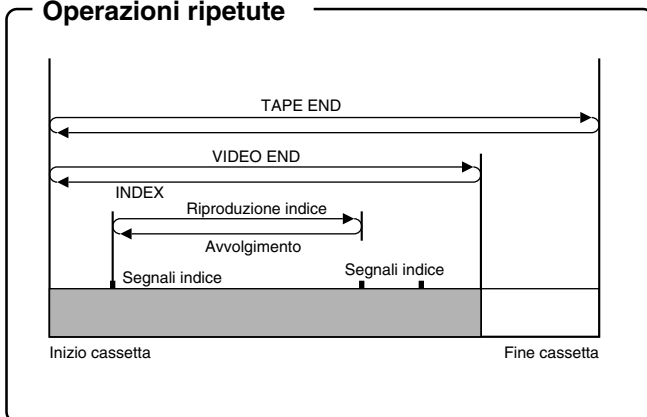 Operazioni ripetute
TAPE END
VIDEO END
INDEX
Riproduzione indice
Avvolgimento
Segnali indice
Segnali indice
Inizio cassetta
Fine cassetta